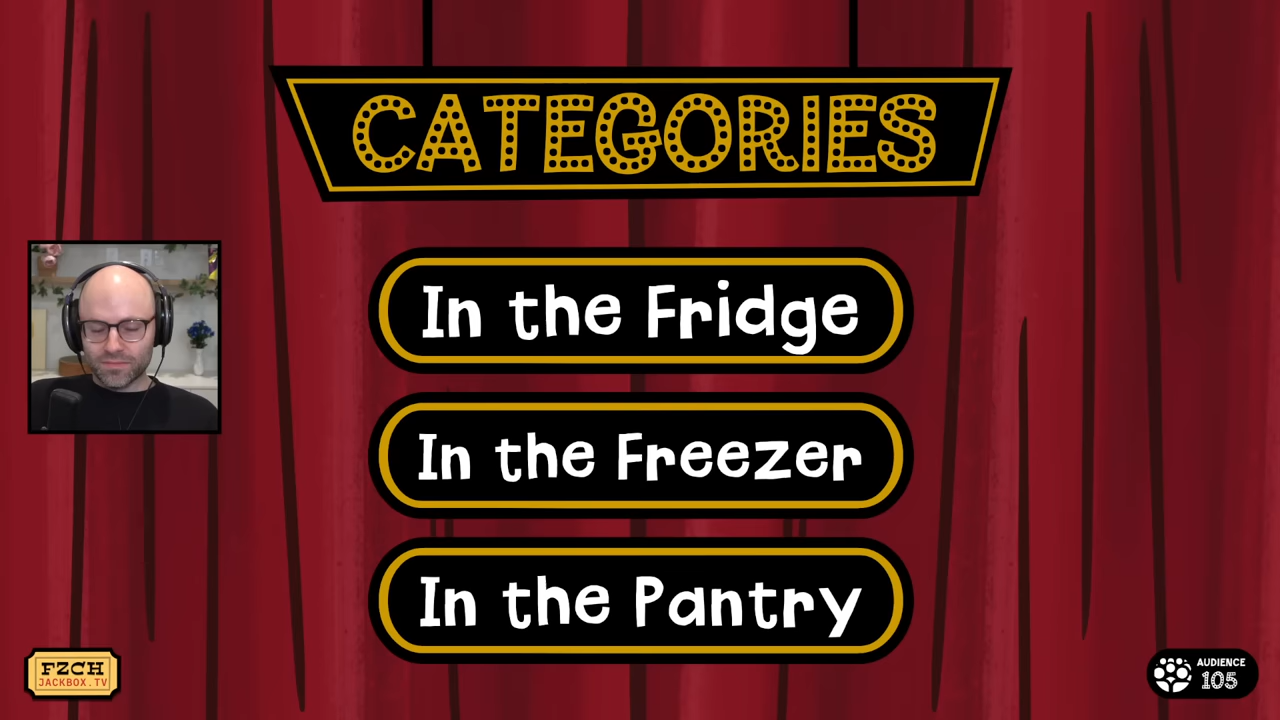 CATEGORIES
In the Fridge
In the Freezer
In the Pantry
FZCH
JACKBOX.TV
AUDIENCE
105